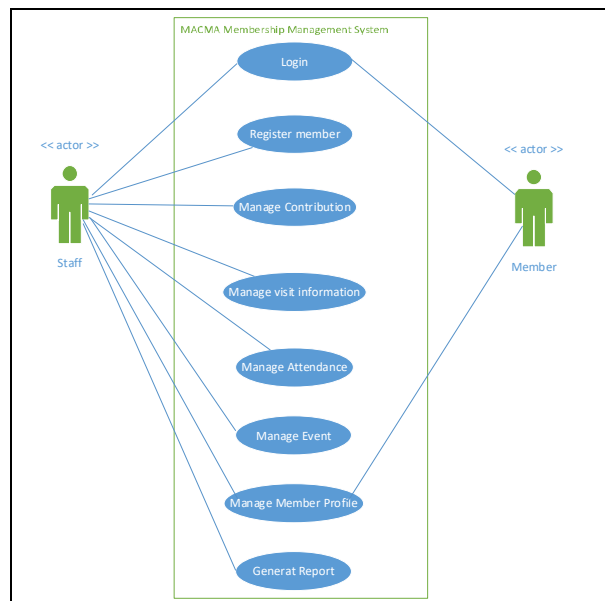 MACMA Membership Management System
Login
Register member
<< actor >>
<< actor >>
Manage Contribution
Staff
Member
Manage visit information
Manage Attendance
Manage Event
Manage Member Profile
Generat Report